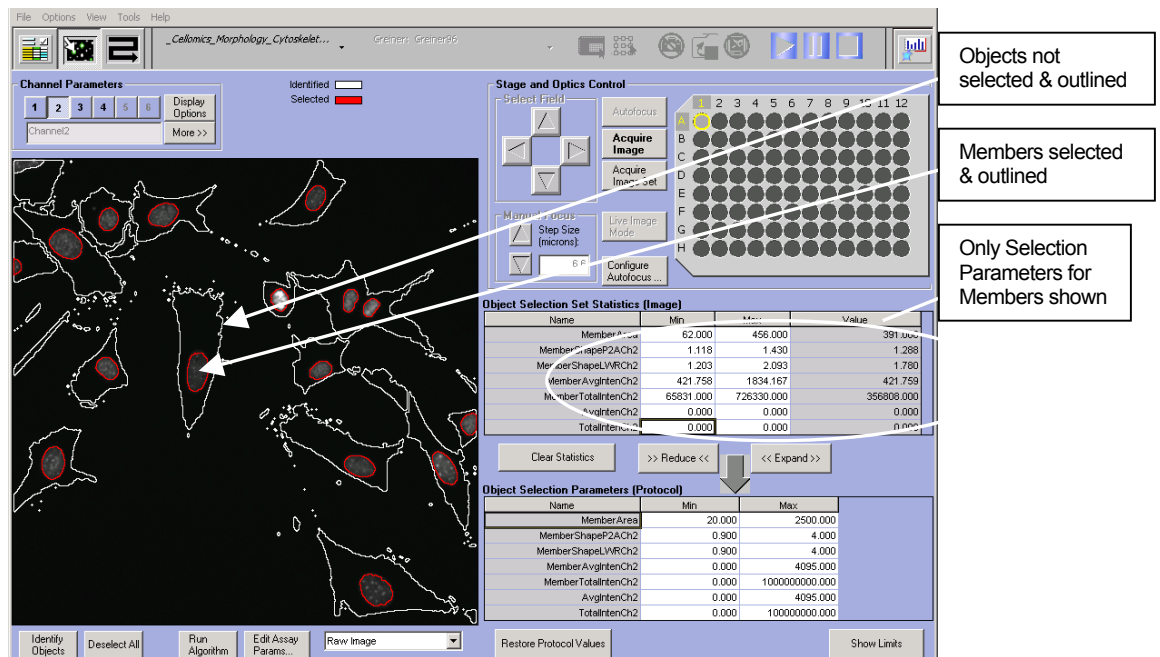 File Options View Tools Help
_Cellomics_Morphology_Cytoskelet...
Greiner: Greiner96
Channel Parameters
1 2 3 4 5 6
Display Options
Channel2
More >>
Identified
Selected
Stage and Optics Control
Select Field
Autofocus
Acquire Image
Acquire Image Set
Manual Focus
Step Size (microns):
6.6
Live Image Mode
Configure Autofocus ...
1 2 3 4 5 6 7 8 9 10 11 12
A
B
C
D
E
F
G
H
Objects not selected & outlined
Members selected & outlined
Only Selection Parameters for Members shown
Object Selection Set Statistics (Image)
Name Min Max Value
MemberArea 62.000 456.000 391.000
MemberShapeP2ACh2 1.118 1.430 1.288
MemberShapeLWRCh2 1.203 2.093 1.780
MemberAvgIntenCh2 421.758 1834.167 421.759
MemberTotalIntenCh2 65831.000 726330.000 356808.000
AvgIntenCh2 0.000 0.000 0.000
TotalIntenCh2 0.000 0.000 0.000
Clear Statistics
>> Reduce <<
<< Expand >>
Object Selection Parameters (Protocol)
Name Min Max
MemberArea 20.000 2500.000
MemberShapeP2ACh2 0.900 4.000
MemberShapeLWRCh2 0.900 4.000
MemberAvgIntenCh2 0.000 4095.000
MemberTotalIntenCh2 0.000 1000000000.000
AvgIntenCh2 0.000 4095.000
TotalIntenCh2 0.000 100000000.000
Identify Objects
Deselect All
Run Algorithm
Edit Assay Params...
Raw Image
Restore Protocol Values
Show Limits